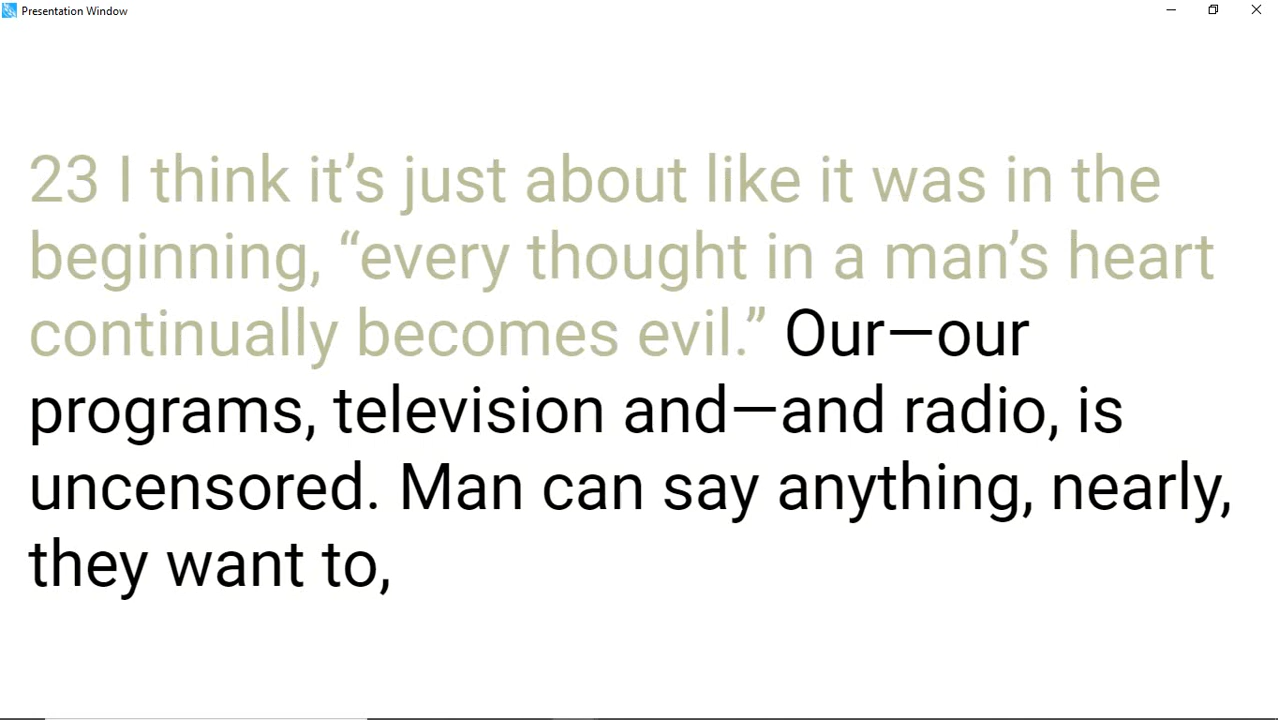 Presentation Window
23 I think it’s just about like it was in the
beginning, “every thought in a man’s heart
continually becomes evil.” Our—our
programs, television and—and radio, is
uncensored. Man can say anything, nearly,
they want to,